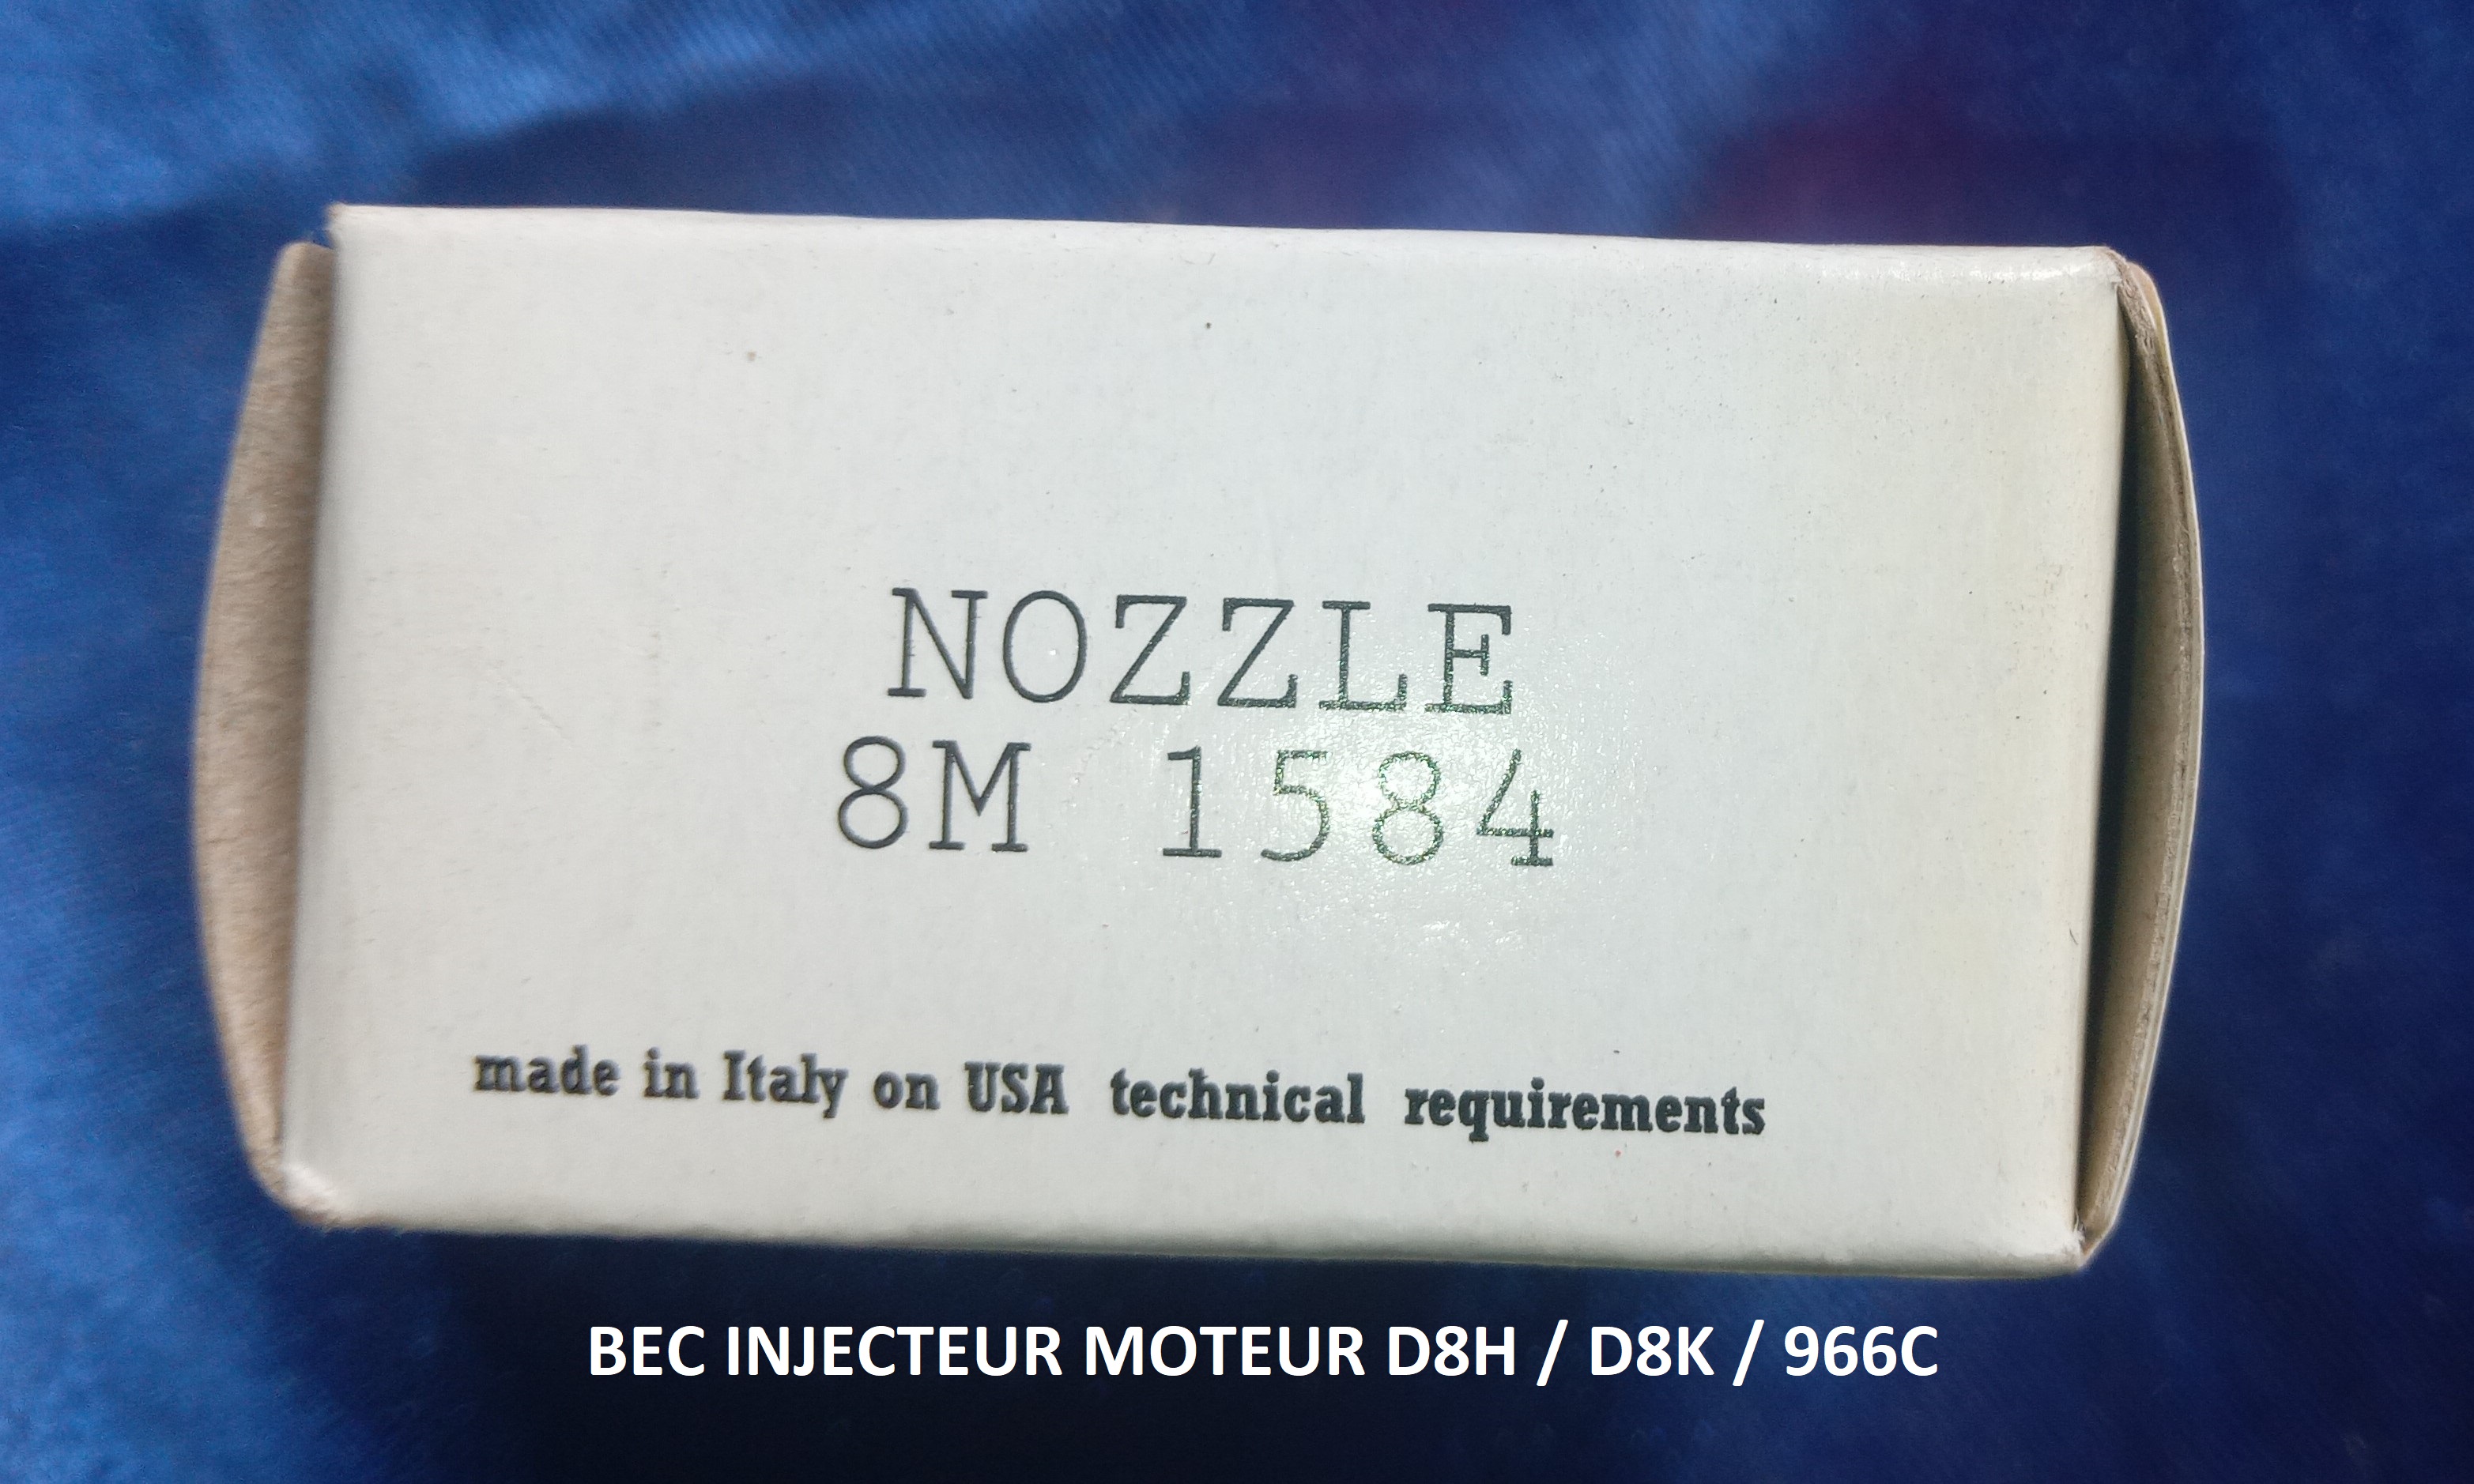 NOZZLE
8M 1584
made in Italy on USA technical requirements
BEC INJECTEUR MOTEUR D8H / D8K / 966C